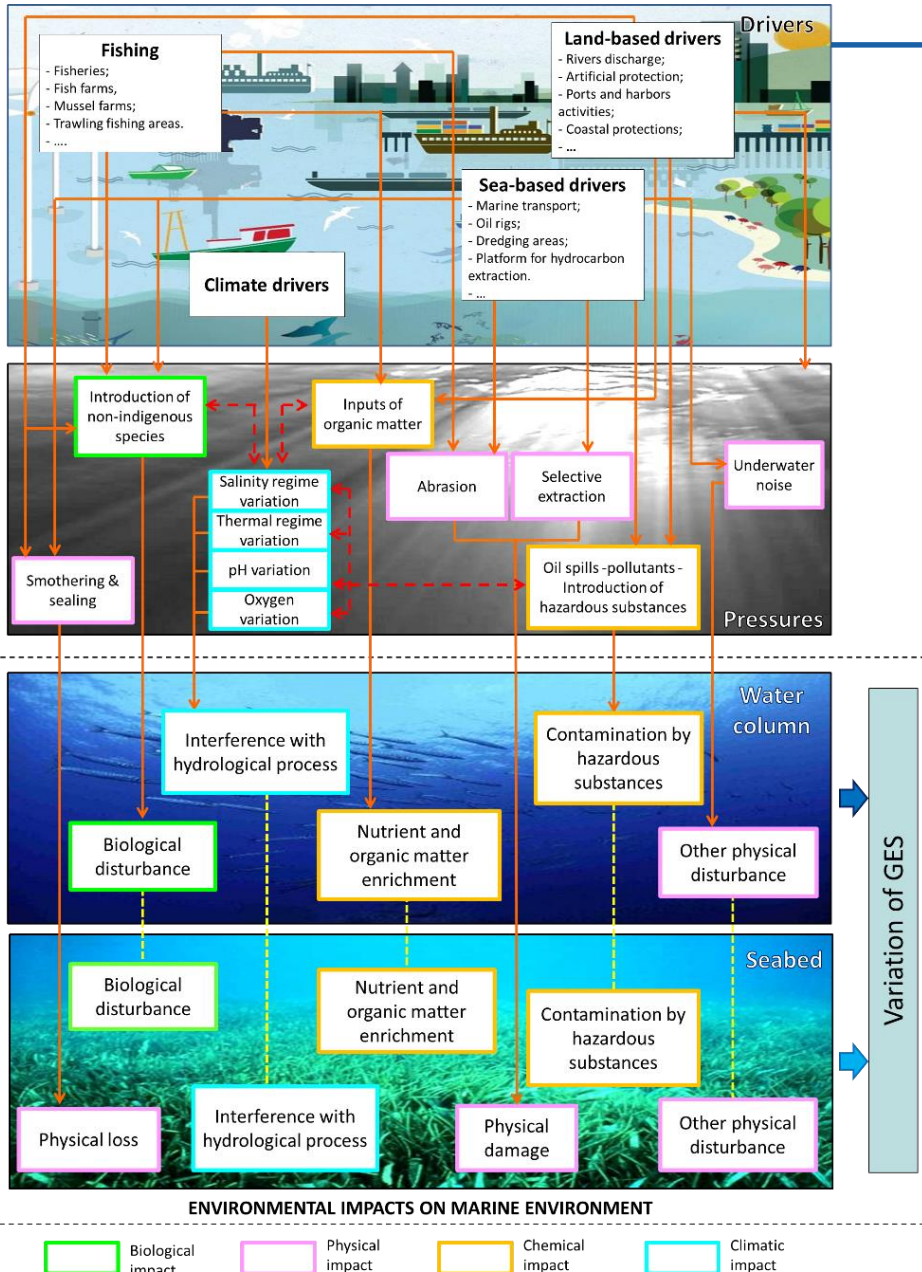 Drivers
Fishing
- Fisheries;
- Fish farms,
- Mussel farms;
- Trawling fishing areas.
- ....
Land-based drivers
- Rivers discharge;
- Artificial protection;
- Ports and harbors
activities;
- Coastal protections;
- ...
Sea-based drivers
- Marine transport;
- Oil rigs;
- Dredging areas;
- Platform for hydrocarbon
extraction.
- ...
Climate drivers
Introduction of
non-indigenous
species
Inputs of
organic matter
Salinity regime
variation
Thermal regime
variation
pH variation
Oxygen
variation
Abrasion
Selective
extraction
Underwater
noise
Smothering &
sealing
Oil spills -pollutants -
Introduction of
hazardous substances
Pressures
Water
column
Interference with
hydrological process
Contamination by
hazardous
substances
Biological
disturbance
Nutrient and
organic matter
enrichment
Other physical
disturbance
Variation of GES
Seabed
Biological
disturbance
Nutrient and
organic matter
enrichment
Contamination by
hazardous
substances
Physical loss
Interference with
hydrological process
Physical
damage
Other physical
disturbance
ENVIRONMENTAL IMPACTS ON MARINE ENVIRONMENT
Biological
impact
Physical
impact
Chemical
impact
Climatic
impact